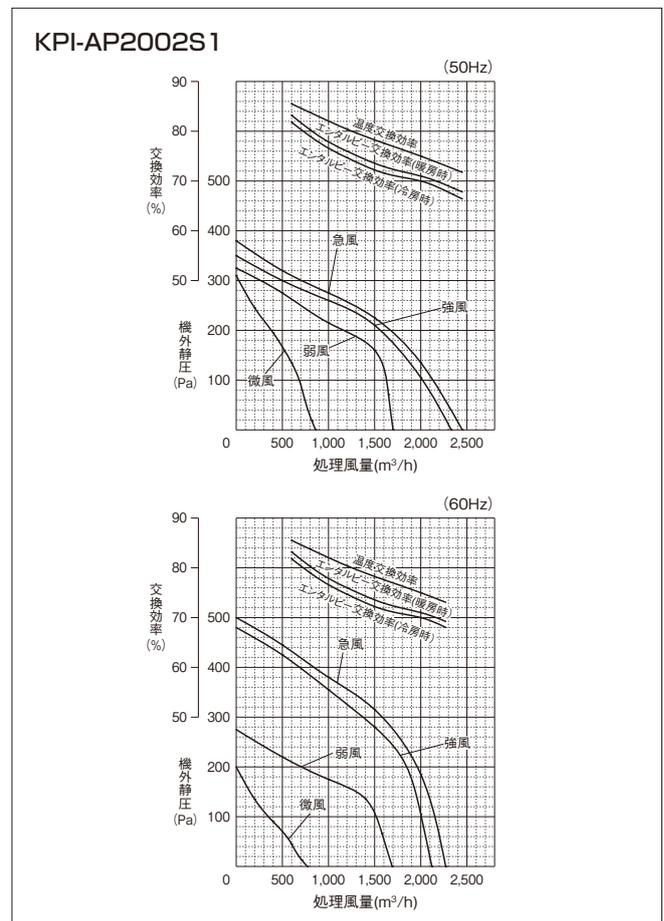 KPI-AP2002S1
（50Hz）
90
80
70
60
50
交換効率
(%)
500
400
300
200
100
機外静圧
(Pa)
温度交換効率
エンタルピー交換効率(暖房時)
エンタルピー交換効率(冷房時)
急風
強風
弱風
微風
0
500
1,000
1,500
2,000
2,500
処理風量(m³/h)
（60Hz）
90
80
70
60
50
交換効率
(%)
500
400
300
200
100
機外静圧
(Pa)
温度交換効率
エンタルピー交換効率(暖房時)
エンタルピー交換効率(冷房時)
急風
強風
弱風
微風
0
500
1,000
1,500
2,000
2,500
処理風量(m³/h)